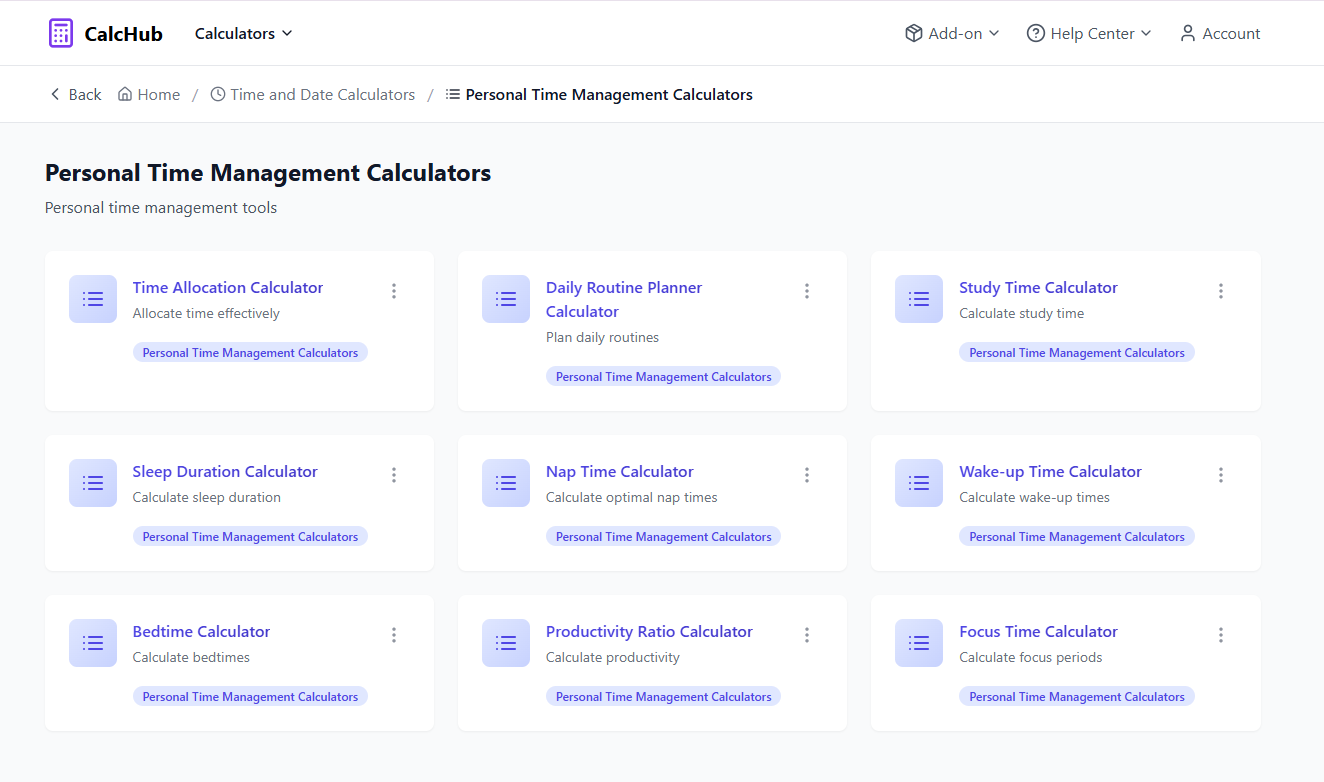 CalcHub Calculators Add-on Help Center Account
Back Home / Time and Date Calculators / Personal Time Management Calculators
Personal Time Management Calculators
Personal time management tools
Time Allocation Calculator
Allocate time effectively
Personal Time Management Calculators
Daily Routine Planner
Calculator
Plan daily routines
Personal Time Management Calculators
Study Time Calculator
Calculate study time
Personal Time Management Calculators
Sleep Duration Calculator
Calculate sleep duration
Personal Time Management Calculators
Nap Time Calculator
Calculate optimal nap times
Personal Time Management Calculators
Wake-up Time Calculator
Calculate wake-up times
Personal Time Management Calculators
Bedtime Calculator
Calculate bedtimes
Personal Time Management Calculators
Productivity Ratio Calculator
Calculate productivity
Personal Time Management Calculators
Focus Time Calculator
Calculate focus periods
Personal Time Management Calculators